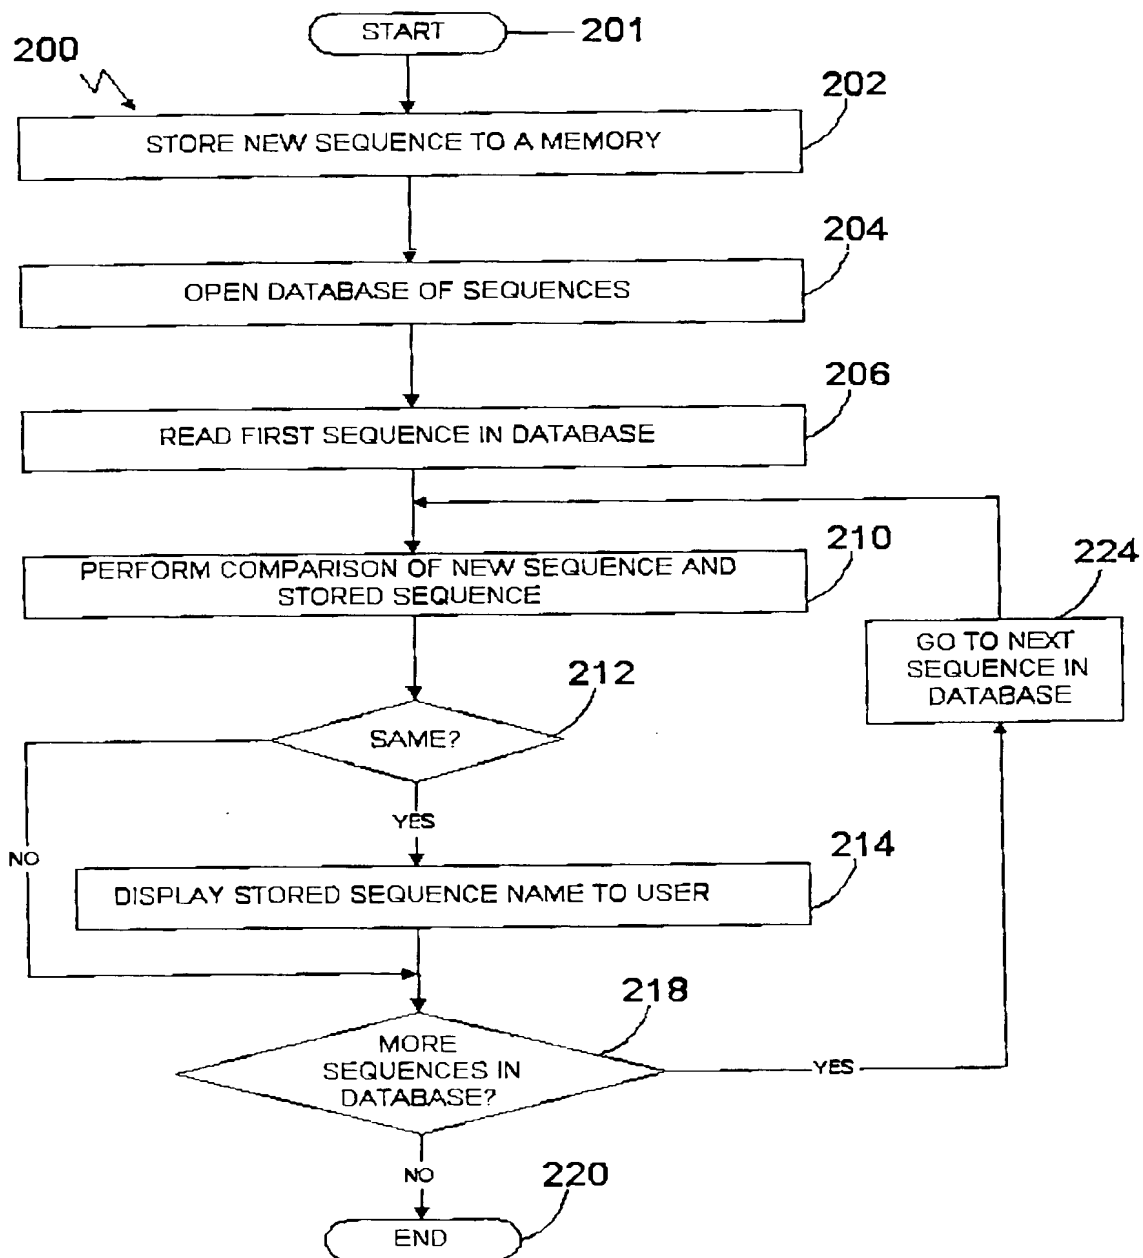 START
201
200
202
STORE NEW SEQUENCE TO A MEMORY
204
OPEN DATABASE OF SEQUENCES
206
READ FIRST SEQUENCE IN DATABASE
210
PERFORM COMPARISON OF NEW SEQUENCE AND
STORED SEQUENCE
224
GO TO NEXT
SEQUENCE IN
DATABASE
212
SAME?
YES
NO
214
DISPLAY STORED SEQUENCE NAME TO USER
218
MORE
SEQUENCES IN
DATABASE?
YES
NO
220
END